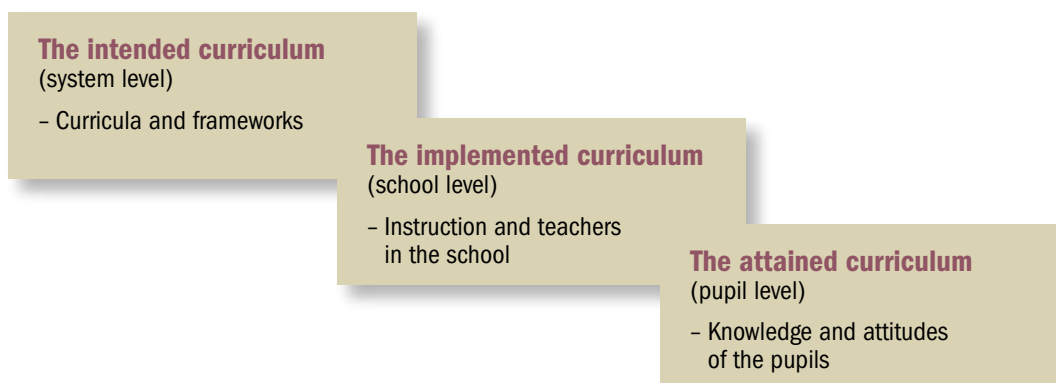 The intended curriculum
(system level)
– Curricula and frameworks
The implemented curriculum
(school level)
– Instruction and teachers
in the school
The attained curriculum
(pupil level)
– Knowledge and attitudes
of the pupils